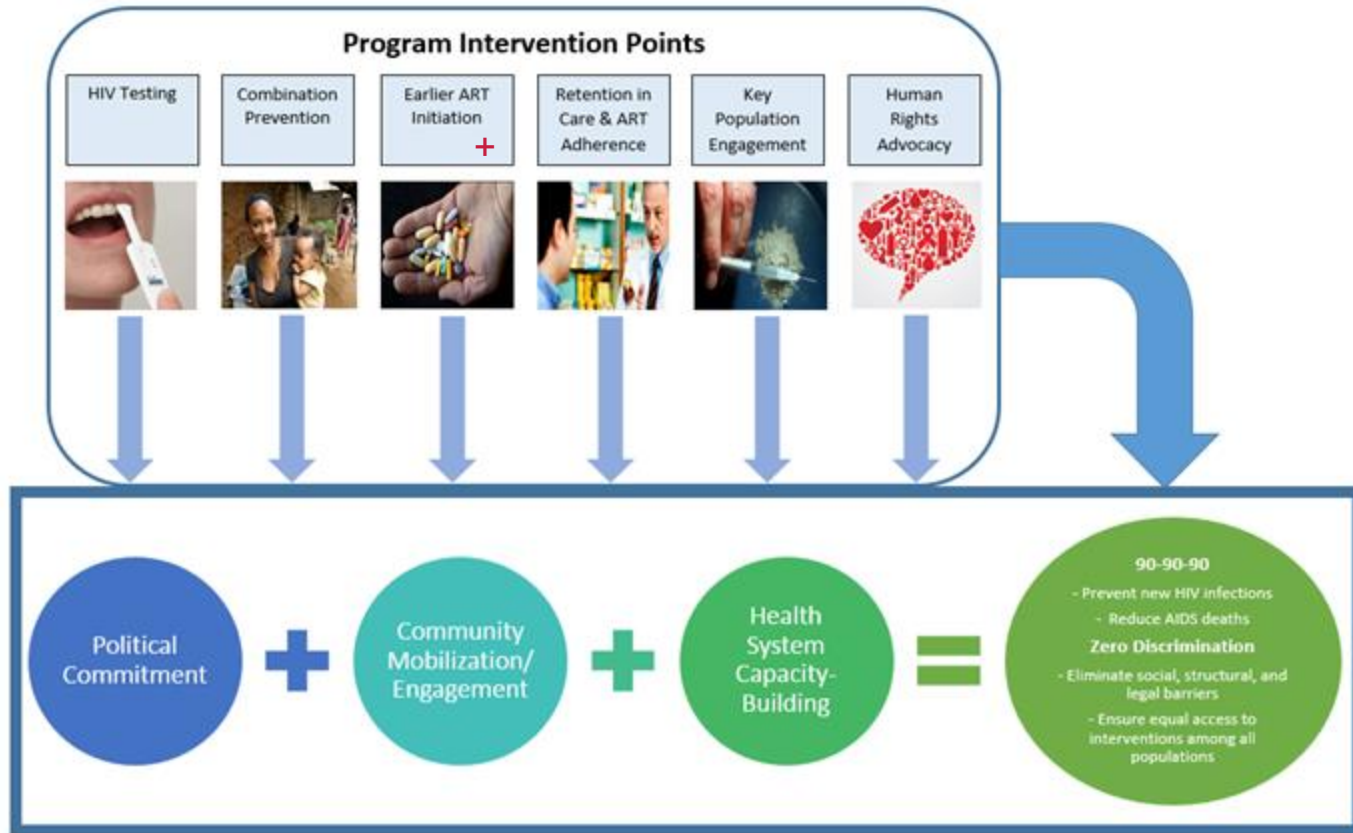 Program Intervention Points
HIV Testing
Combination
Prevention
Earlier ART
Initiation
Retention in
Care & ART
Adherence
Key
Population
Engagement
Human
Rights
Advocacy
Political
Commitment
Community
Mobilization/
Engagement
Health
System
Capacity-
Building
90-90-90
- Prevent new HIV infections
- Reduce AIDS deaths
Zero Discrimination
- Eliminate social, structural, and
legal barriers
- Ensure equal access to
interventions among all
populations